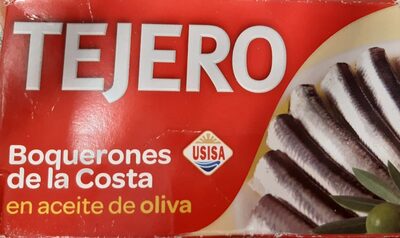 TEJERO
USISA
Boquerones
de la Costa
en aceite de oliva